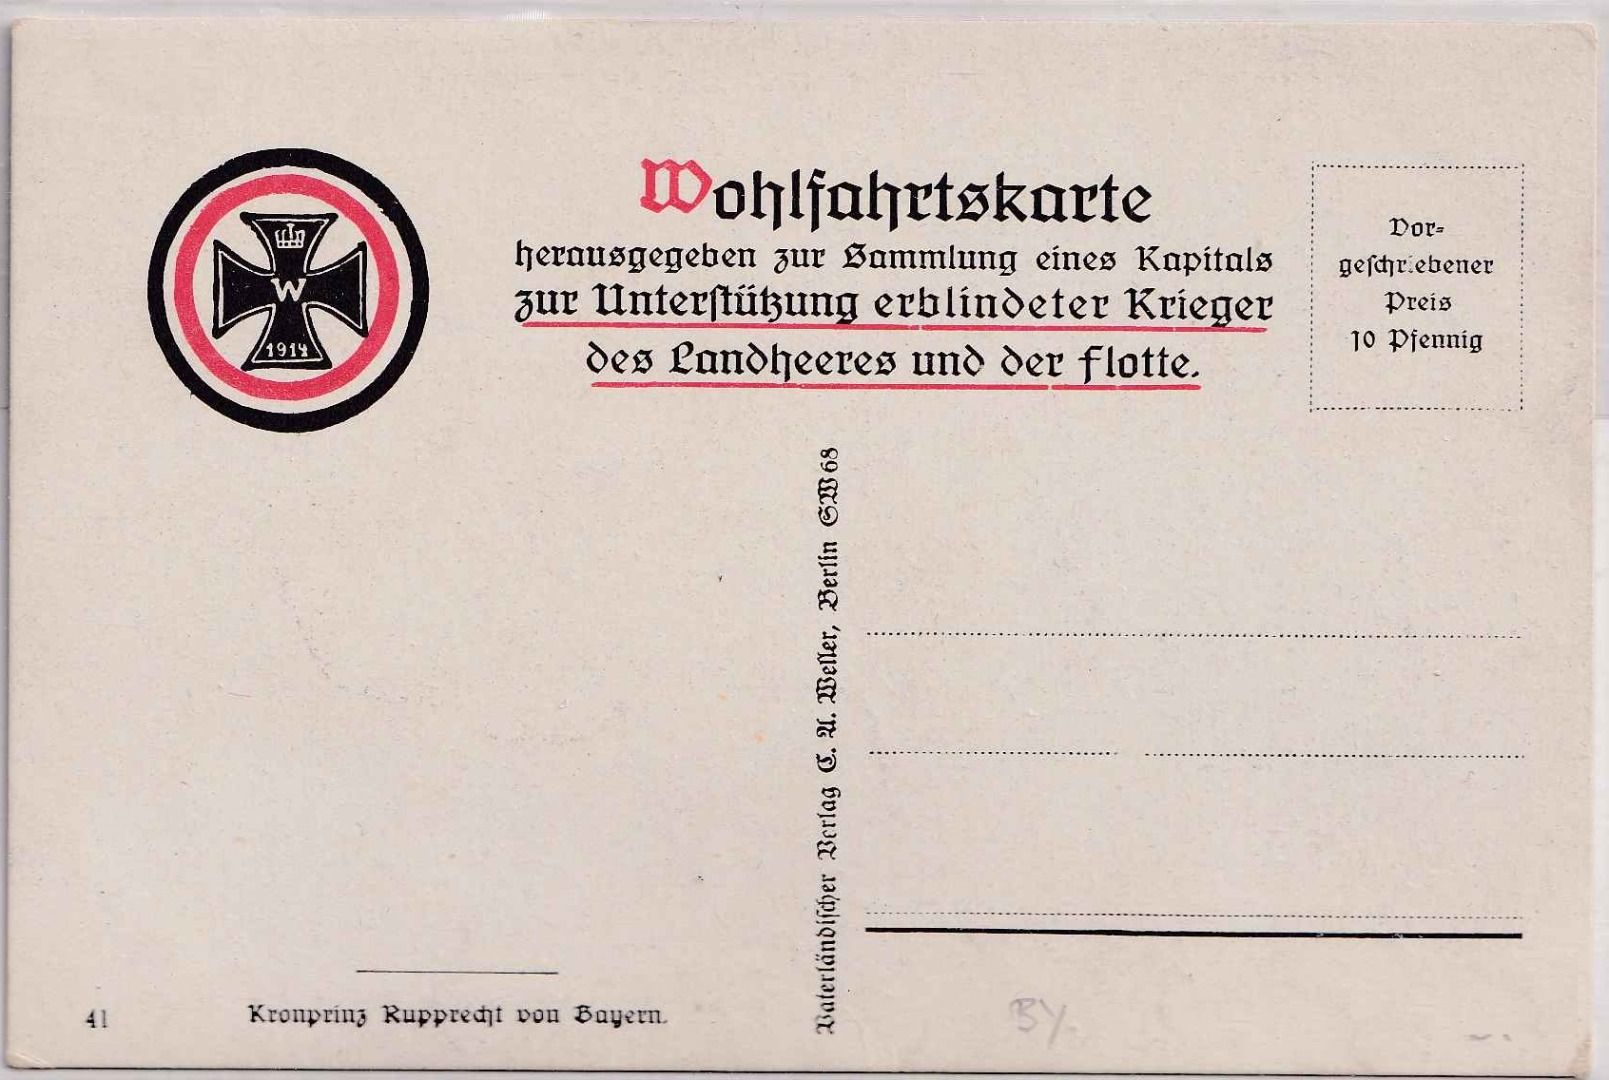 W
1914
Wohlfahrtskarte
herausgegeben zur Sammlung eines Kapitals
zur Unterstützung erblindeter Krieger
des Landheeres und der Flotte.
Vor-
geschriebener
Preis
10 Pfennig
Vaterländischer Verlag C. A. Weller, Berlin SW 68
41
Kronprinz Rupprecht von Bayern.
BY.